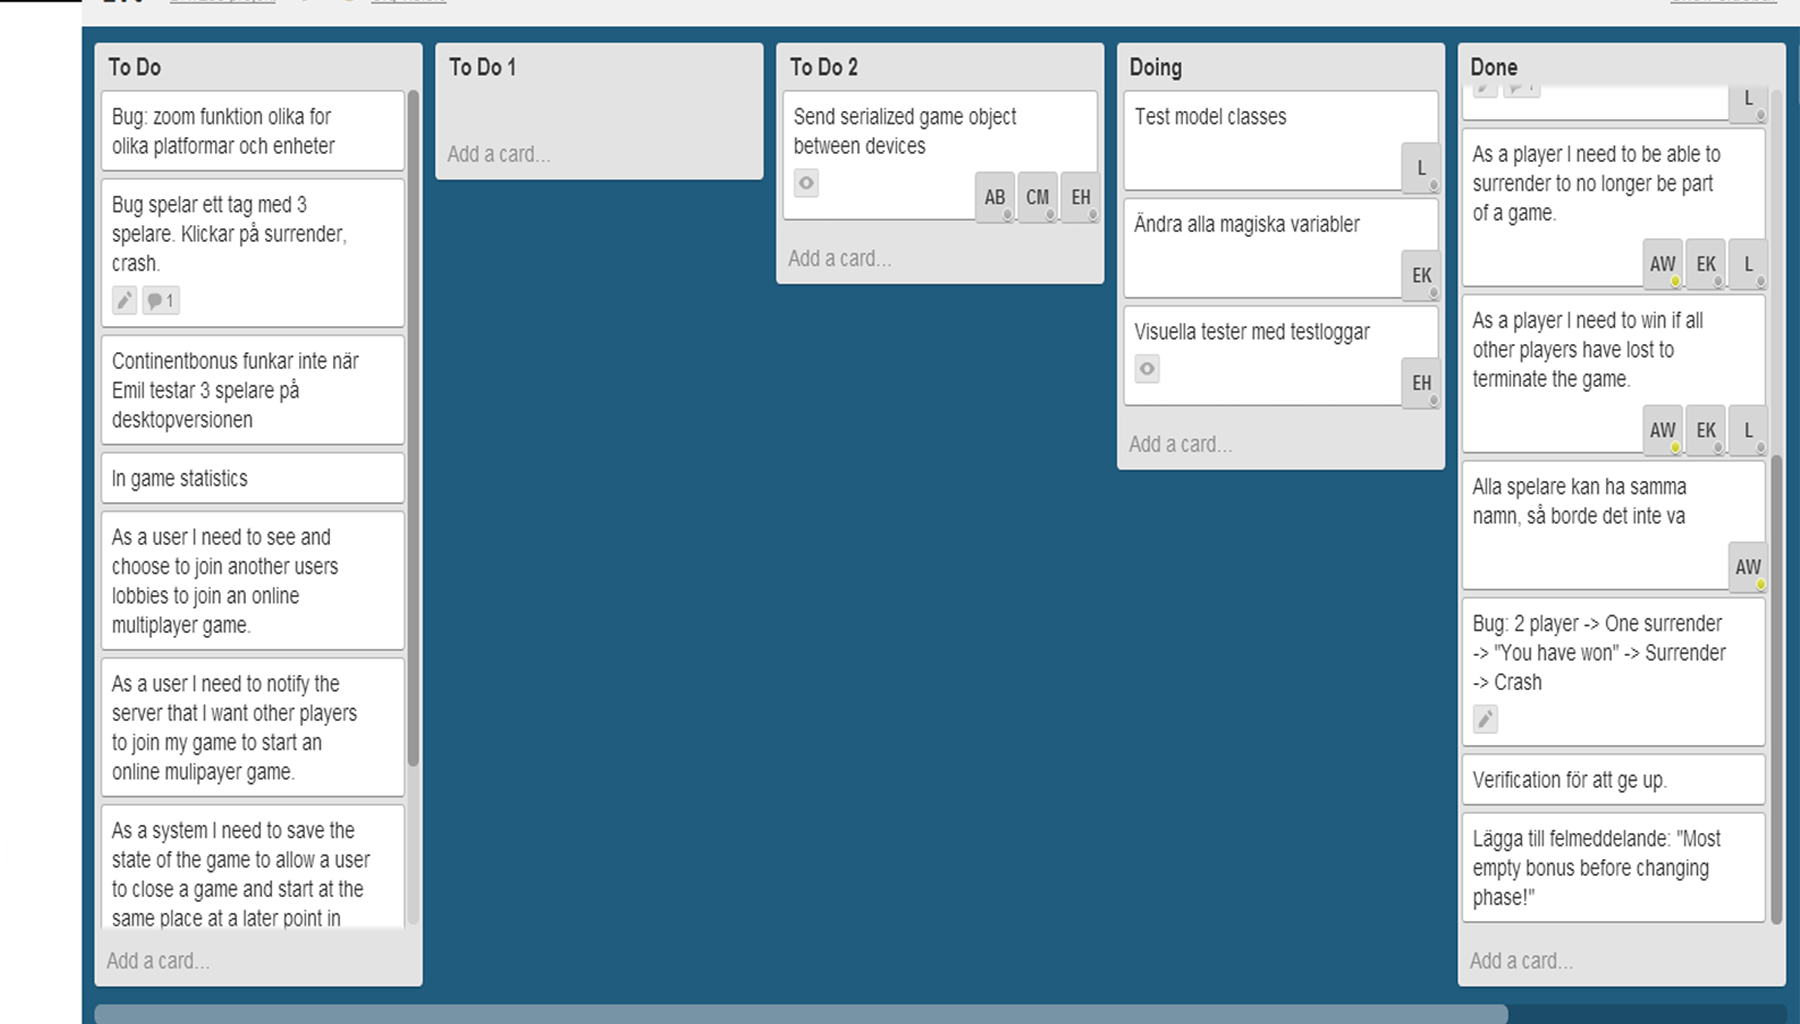 To Do
Bug: zoom funktion olika for
olika platformar och enheter
Bug spelar ett tag med 3
spelare. Klickar på surrender,
crash.
1
Continentbonus funkar inte när
Emil testar 3 spelare på
desktopversionen
In game statistics
As a user I need to see and
choose to join another users
lobbies to join an online
multiplayer game.
As a user I need to notify the
server that I want other players
to join my game to start an
online mulipayer game.
As a system I need to save the
state of the game to allow a user
to close a game and start at the
same place at a later point in
Add a card...
To Do 1
Add a card...
To Do 2
Send serialized game object
between devices
AB CM EH
Add a card...
Doing
Test model classes
L
Ändra alla magiska variabler
EK
Visuella tester med testloggar
EH
Add a card...
Done
L
As a player I need to be able to
surrender to no longer be part
of a game.
AW EK L
As a player I need to win if all
other players have lost to
terminate the game.
AW EK L
Alla spelare kan ha samma
namn, så borde det inte va
AW
Bug: 2 player -> One surrender
-> "You have won" -> Surrender
-> Crash
Verification för att ge up.
Lägga till felmeddelande: "Most
empty bonus before changing
phase!"
Add a card...